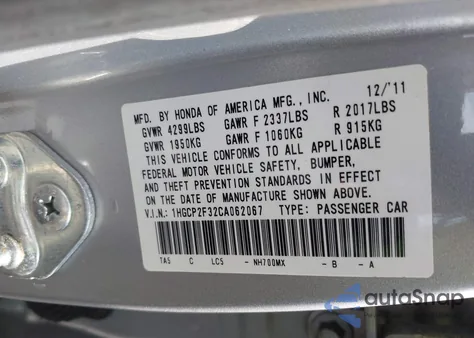 MFD. BY HONDA OF AMERICA MFG., INC. 12/'11
GVWR 4299LBS GAWR F 2337LBS R 2017LBS
GVWR 1950KG GAWR F 1060KG R 915KG
THIS VEHICLE CONFORMS TO ALL APPLICABLE
FEDERAL MOTOR VEHICLE SAFETY, BUMPER,
AND THEFT PREVENTION STANDARDS IN EFFECT
ON THE DATE OF MANUFACTURE SHOWN ABOVE.
V.I.N.: 1HGCP2F32CA062067 TYPE: PASSENGER CAR
TA5 C LC5 - NH700MX - B - A
autoSnap
POWERED